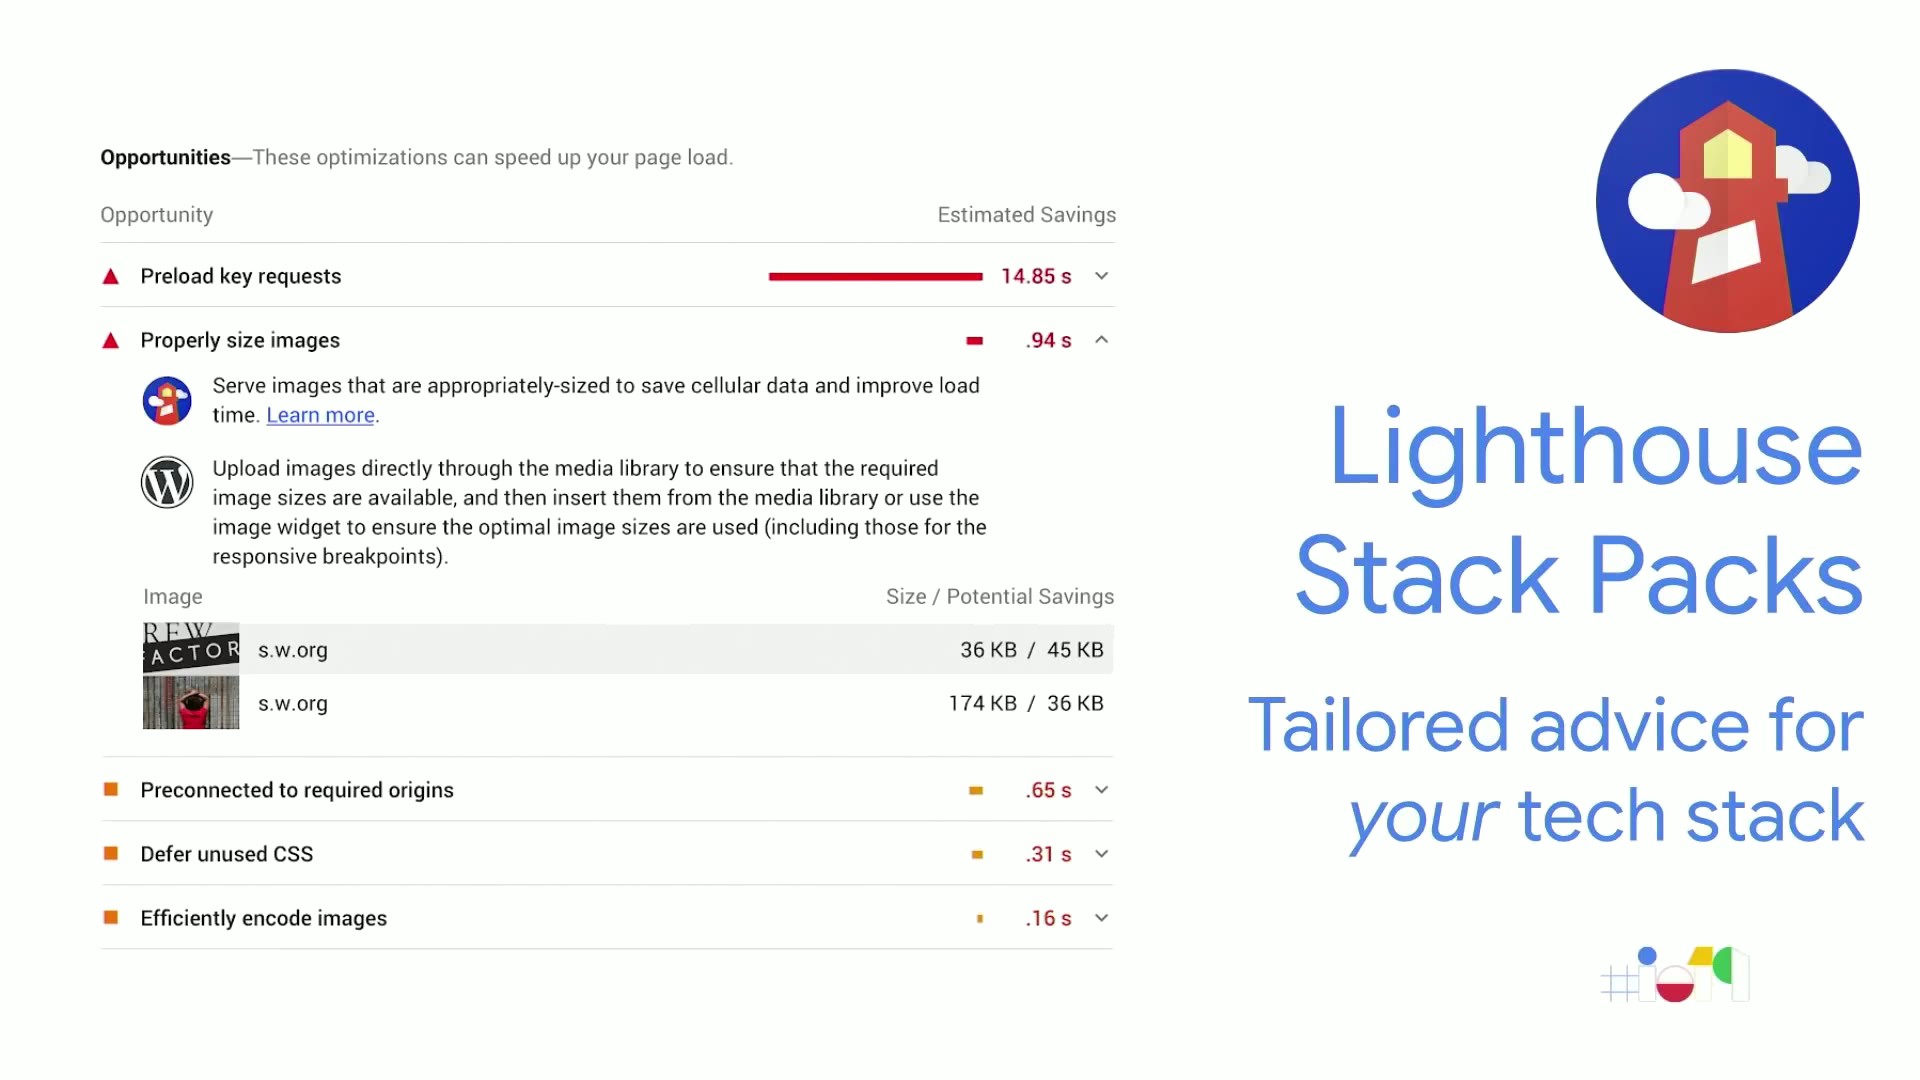 Opportunities—These optimizations can speed up your page load.
Opportunity Estimated Savings
Preload key requests 14.85 s
Properly size images .94 s
Serve images that are appropriately-sized to save cellular data and improve load
time. Learn more.
Upload images directly through the media library to ensure that the required
image sizes are available, and then insert them from the media library or use the
image widget to ensure the optimal image sizes are used (including those for the
responsive breakpoints).
Image Size / Potential Savings
ACTOR
s.w.org 36 KB / 45 KB
s.w.org 174 KB / 36 KB
Preconnected to required origins .65 s
Defer unused CSS .31 s
Efficiently encode images .16 s
Lighthouse
Stack Packs
Tailored advice for
your tech stack
#io19